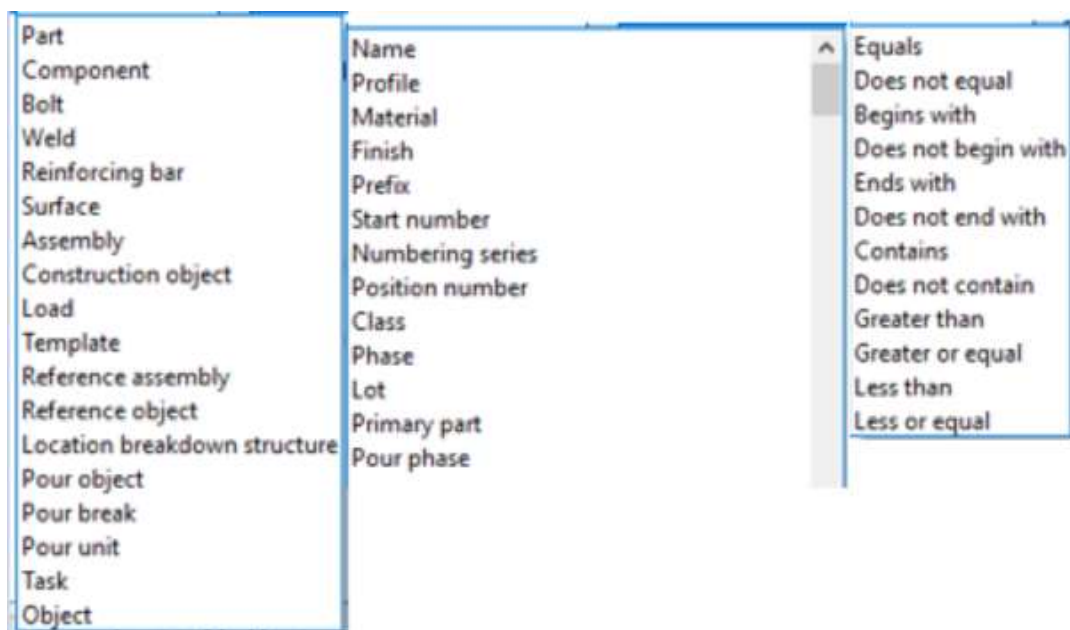 Part
Component
Bolt
Weld
Reinforcing bar
Surface
Assembly
Construction object
Load
Template
Reference assembly
Reference object
Location breakdown structure
Pour object
Pour break
Pour unit
Task
Object
Name
Profile
Material
Finish
Prefix
Start number
Numbering series
Position number
Class
Phase
Lot
Primary part
Pour phase
Equals
Does not equal
Begins with
Does not begin with
Ends with
Does not end with
Contains
Does not contain
Greater than
Greater or equal
Less than
Less or equal